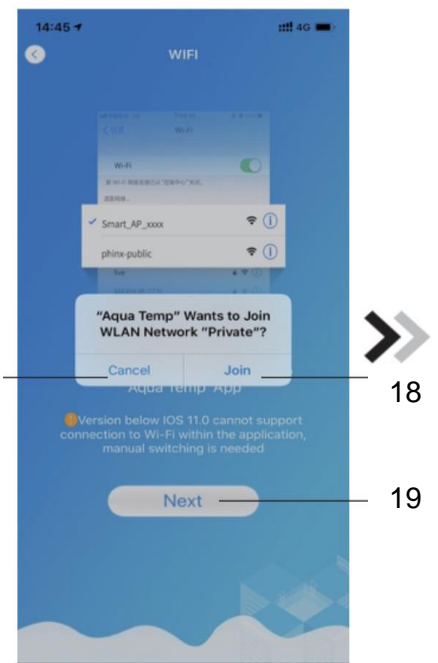 14:45
4G
WIFI
Wi-Fi
Smart_AP_xxxx
phinx-public
"Aqua Temp" Wants to Join
WLAN Network "Private"?
Cancel
Join
18
Aqua Temp App
Version below IOS 11.0 cannot support
connection to Wi-Fi within the application,
manual switching is needed
Next
19